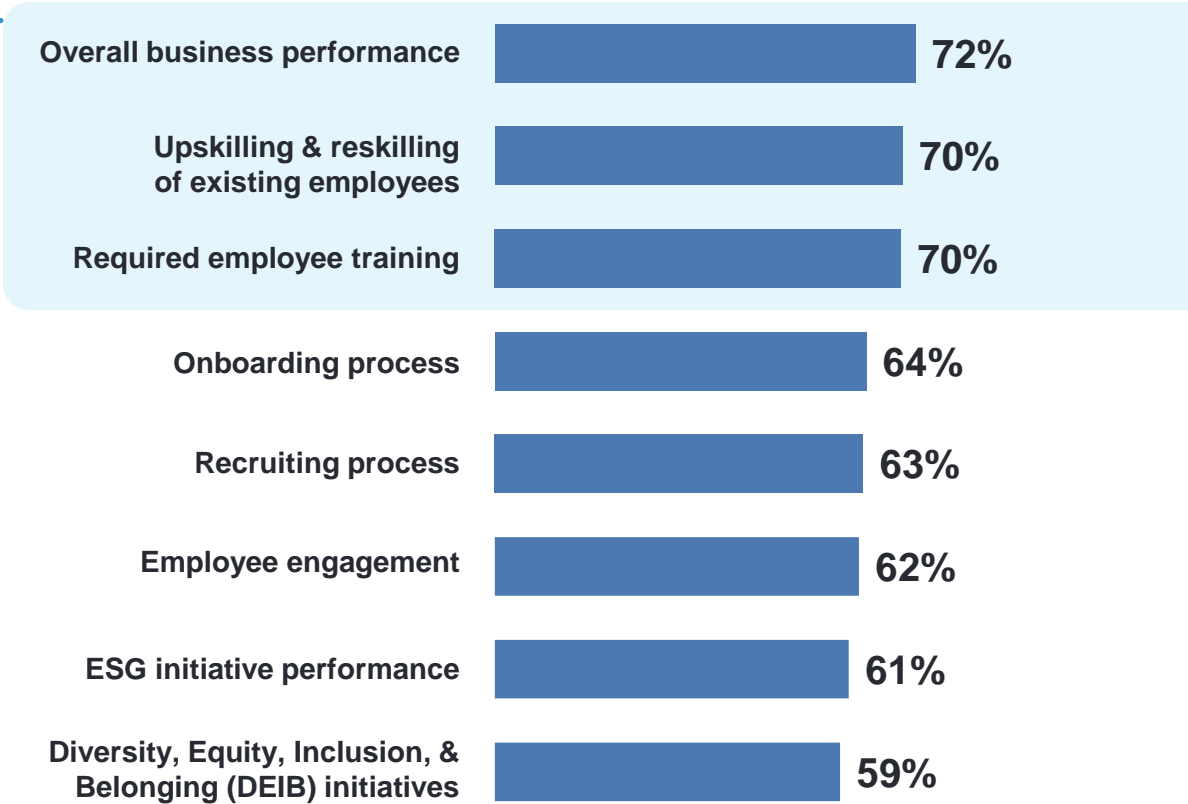 Overall business performance 72%
Upskilling & reskilling
of existing employees 70%
Required employee training 70%
Onboarding process 64%
Recruiting process 63%
Employee engagement 62%
ESG initiative performance 61%
Diversity, Equity, Inclusion, &
Belonging (DEIB) initiatives 59%